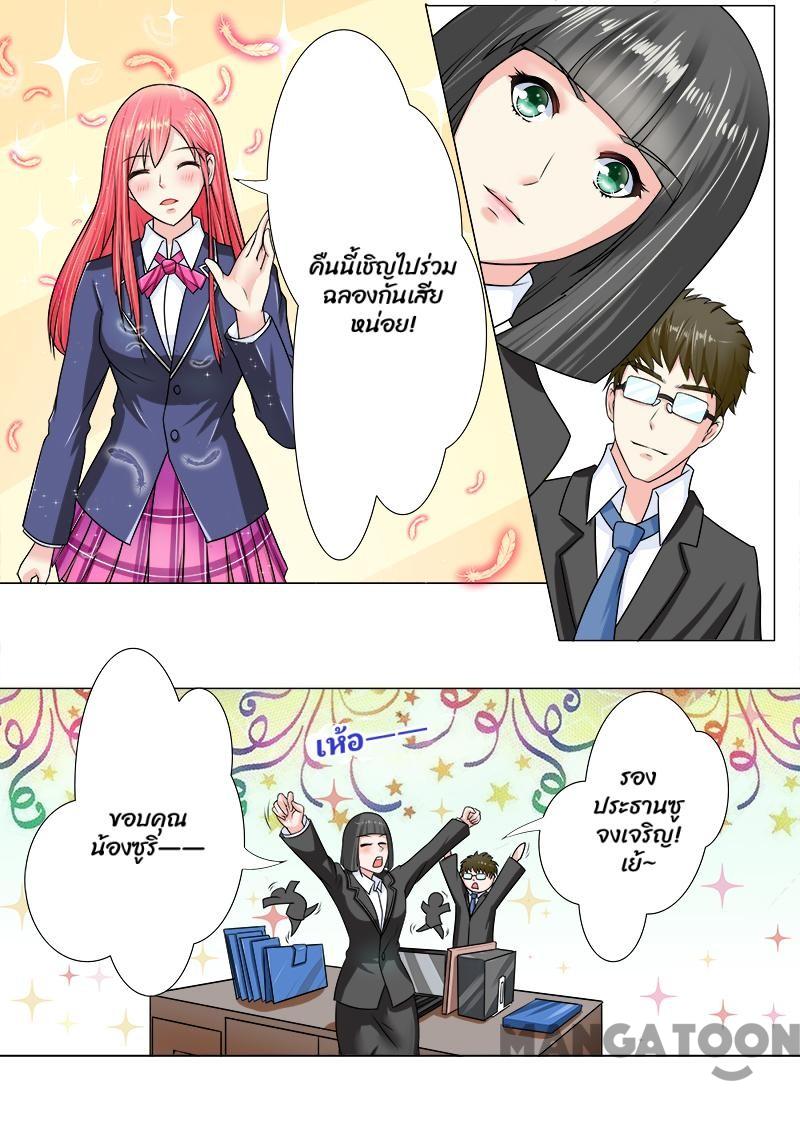 คืนนี้เชิญไปร่วม
ฉลองกันเสีย
หน่อย!
เห้อ——
ขอบคุณ
น้องซูริ——
รอง
ประธานซู
จงเจริญ!
เย้~
MANGATOON